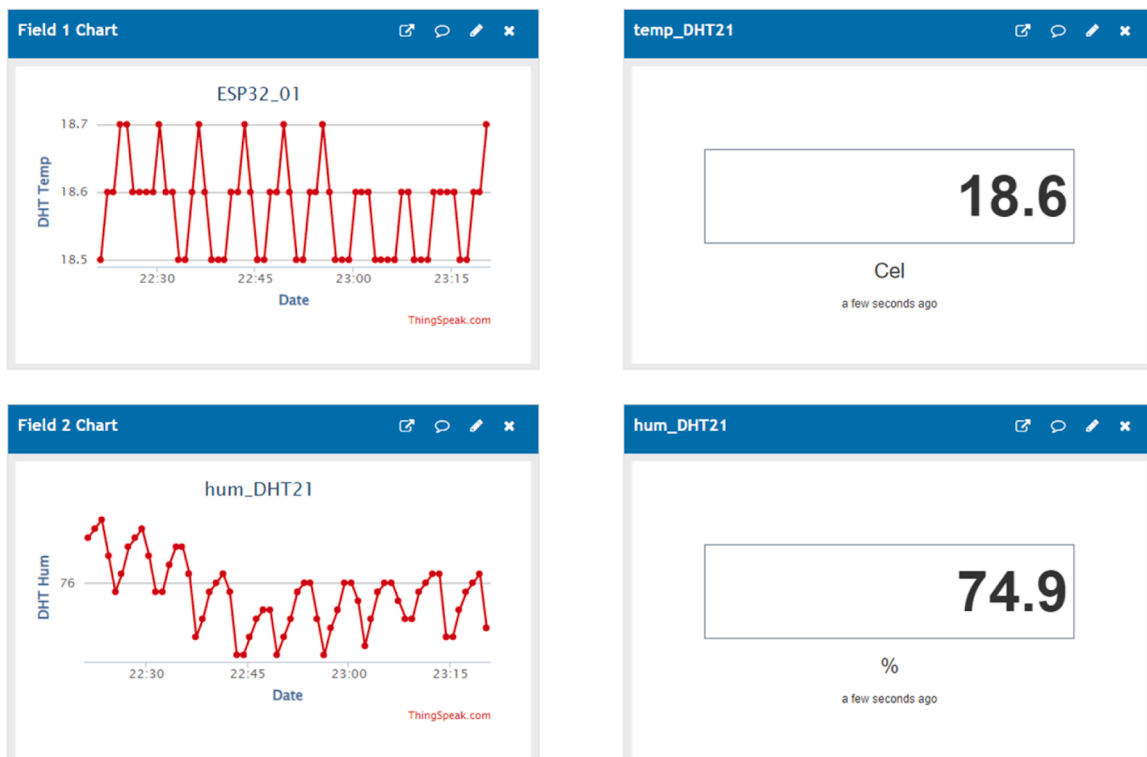 Field 1 Chart
ESP32_01
18.7
18.6
18.5
DHT Temp
22:30 22:45 23:00 23:15
Date
ThingSpeak.com
temp_DHT21
18.6
Cel
a few seconds ago
Field 2 Chart
hum_DHT21
76
DHT Hum
22:30 22:45 23:00 23:15
Date
ThingSpeak.com
hum_DHT21
74.9
%
a few seconds ago